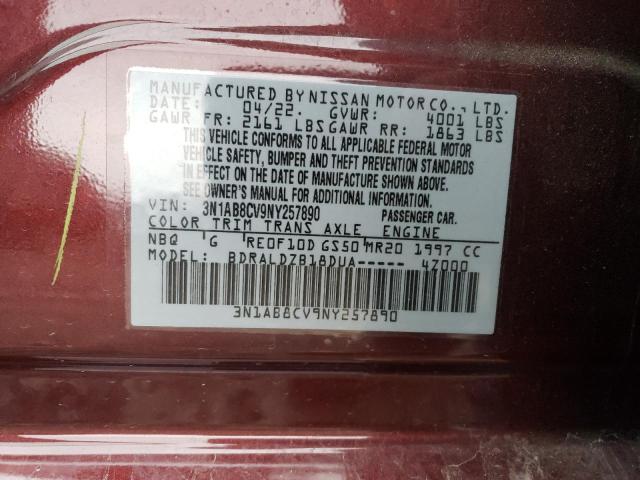 MANUFACTURED BY NISSAN MOTOR CO., LTD.
DATE: 04/22. GVWR: 4001 LBS
GAWR FR: 2161 LBS GAWR RR: 1863 LBS
THIS VEHICLE CONFORMS TO ALL APPLICABLE FEDERAL MOTOR
VEHICLE SAFETY, BUMPER AND THEFT PREVENTION STANDARDS
IN EFFECT ON THE DATE OF MANUFACTURE SHOWN ABOVE.
SEE OWNER'S MANUAL FOR ADDITIONAL INFORMATION.
VIN: 3N1AB8CV9NY257890 PASSENGER CAR.
COLOR TRIM TRANS AXLE ENGINE
NBQ G RE0F10D GS50 MR20 1997 CC
MODEL: BDRALDZB18DUA----- 4Z000
3N1AB8CV9NY257890